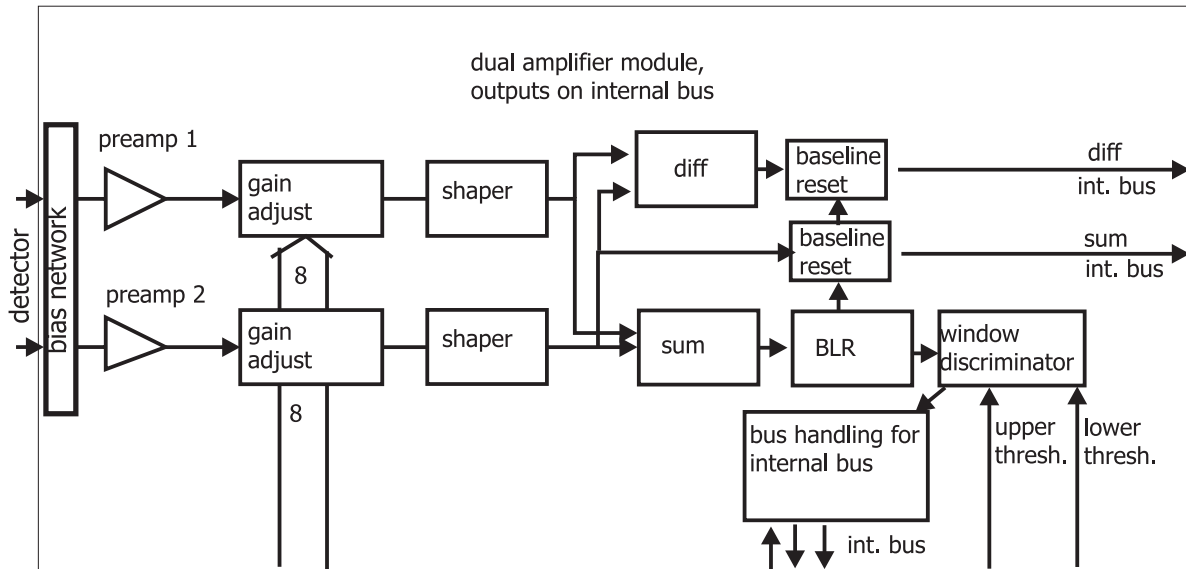 dual amplifier module,
outputs on internal bus
preamp 1
gain
adjust
shaper
diff
baseline
reset
diff
int. bus
baseline
reset
sum
int. bus
detector
bias network
8
preamp 2
gain
adjust
shaper
sum
BLR
window
discriminator
8
bus handling for
internal bus
upper
thresh.
lower
thresh.
int. bus